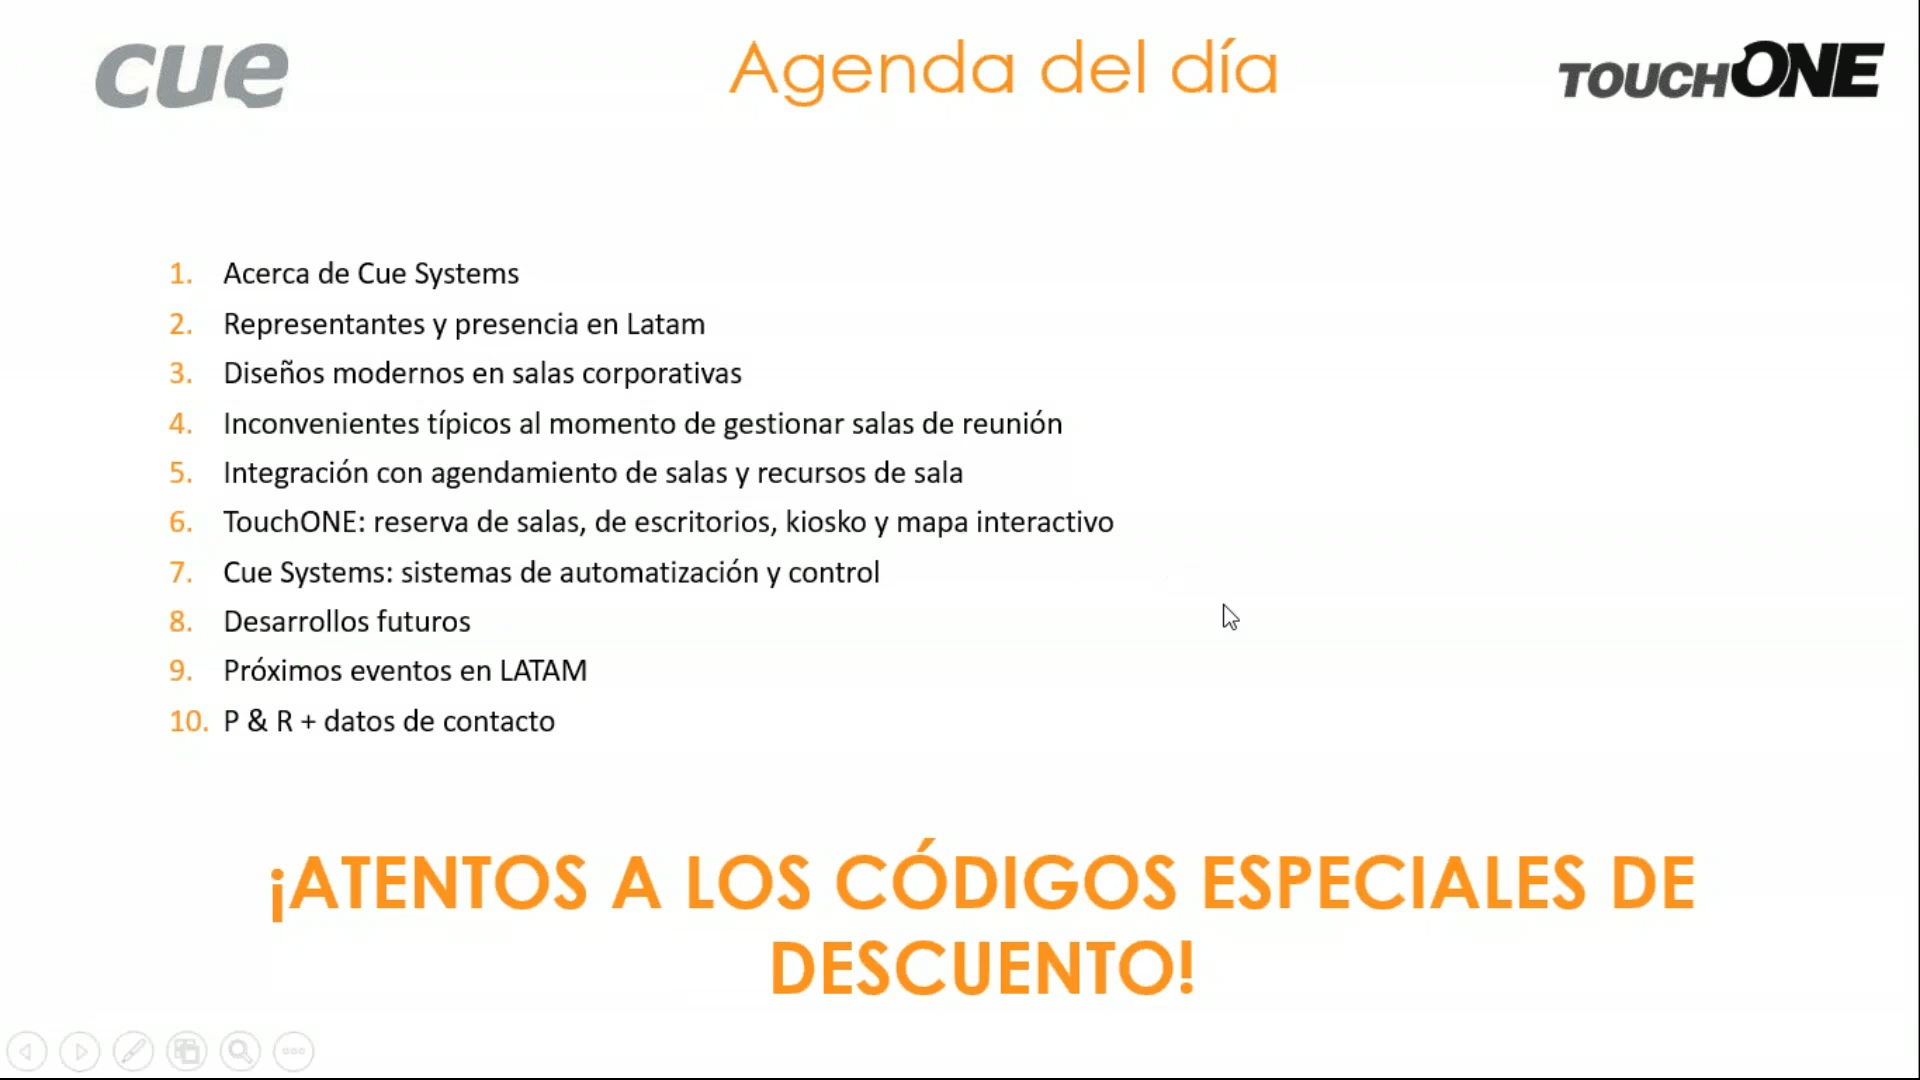 cue
Agenda del día
TOUCHONE
1. Acerca de Cue Systems
2. Representantes y presencia en Latam
3. Diseños modernos en salas corporativas
4. Inconvenientes típicos al momento de gestionar salas de reunión
5. Integración con agendamiento de salas y recursos de sala
6. TouchONE: reserva de salas, de escritorios, kiosko y mapa interactivo
7. Cue Systems: sistemas de automatización y control
8. Desarrollos futuros
9. Próximos eventos en LATAM
10. P & R + datos de contacto
¡ATENTOS A LOS CÓDIGOS ESPECIALES DE
DESCUENTO!